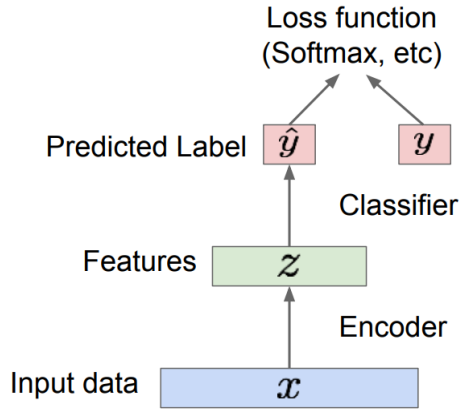 Loss function
(Softmax, etc)
Predicted Label ŷ y
Classifier
Features z
Encoder
Input data x